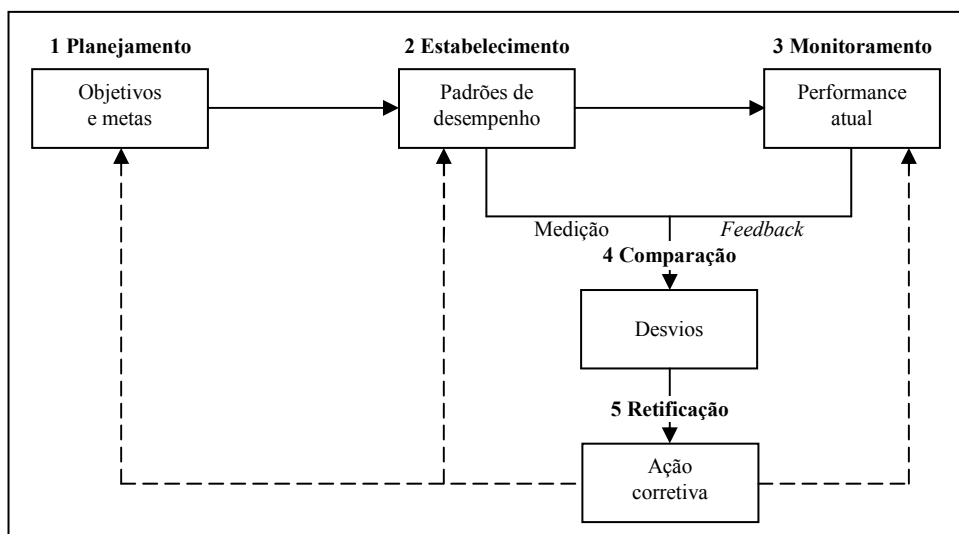 1 Planejamento
2 Estabelecimento
3 Monitoramento
Objetivos
e metas
Padrões de
desempenho
Performance
atual
Medição
Feedback
4 Comparação
Desvios
5 Retificação
Ação
corretiva